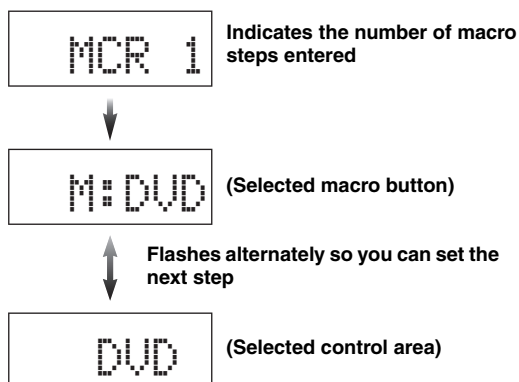 MCR 1
Indicates the number of macro
steps entered
M:DVD
(Selected macro button)
Flashes alternately so you can set the
next step
DVD
(Selected control area)